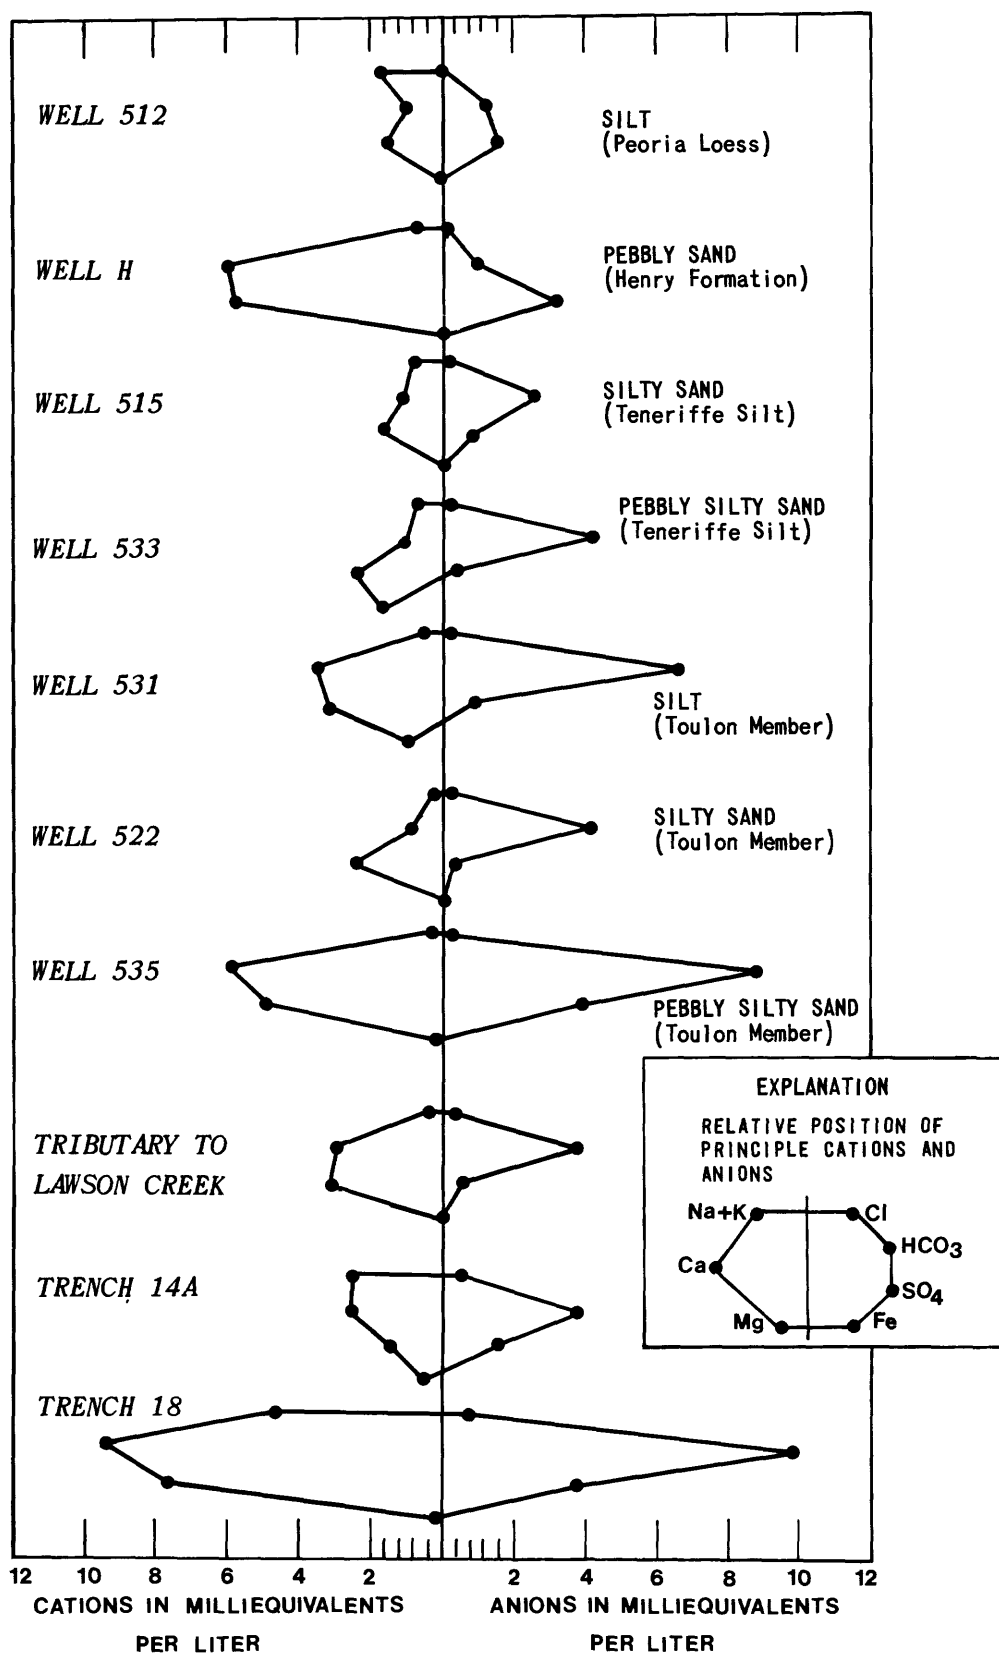 WELL 512
SILT
(Peoria Loess)
WELL H
PEBBLY SAND
(Henry Formation)
WELL 515
SILTY SAND
(Teneriffe Silt)
WELL 533
PEBBLY SILTY SAND
(Teneriffe Silt)
WELL 531
SILT
(Toulon Member)
WELL 522
SILTY SAND
(Toulon Member)
WELL 535
PEBBLY SILTY SAND
(Toulon Member)
EXPLANATION
RELATIVE POSITION OF
PRINCIPLE CATIONS AND
ANIONS
Na+K Cl
HCO3
Ca
SO4
Mg Fe
TRIBUTARY TO
LAWSON CREEK
TRENCH 14A
TRENCH 18
12 10 8 6 4 2 2 4 6 8 10 12
CATIONS IN MILLIEQUIVALENTS
PER LITER
ANIONS IN MILLIEQUIVALENTS
PER LITER